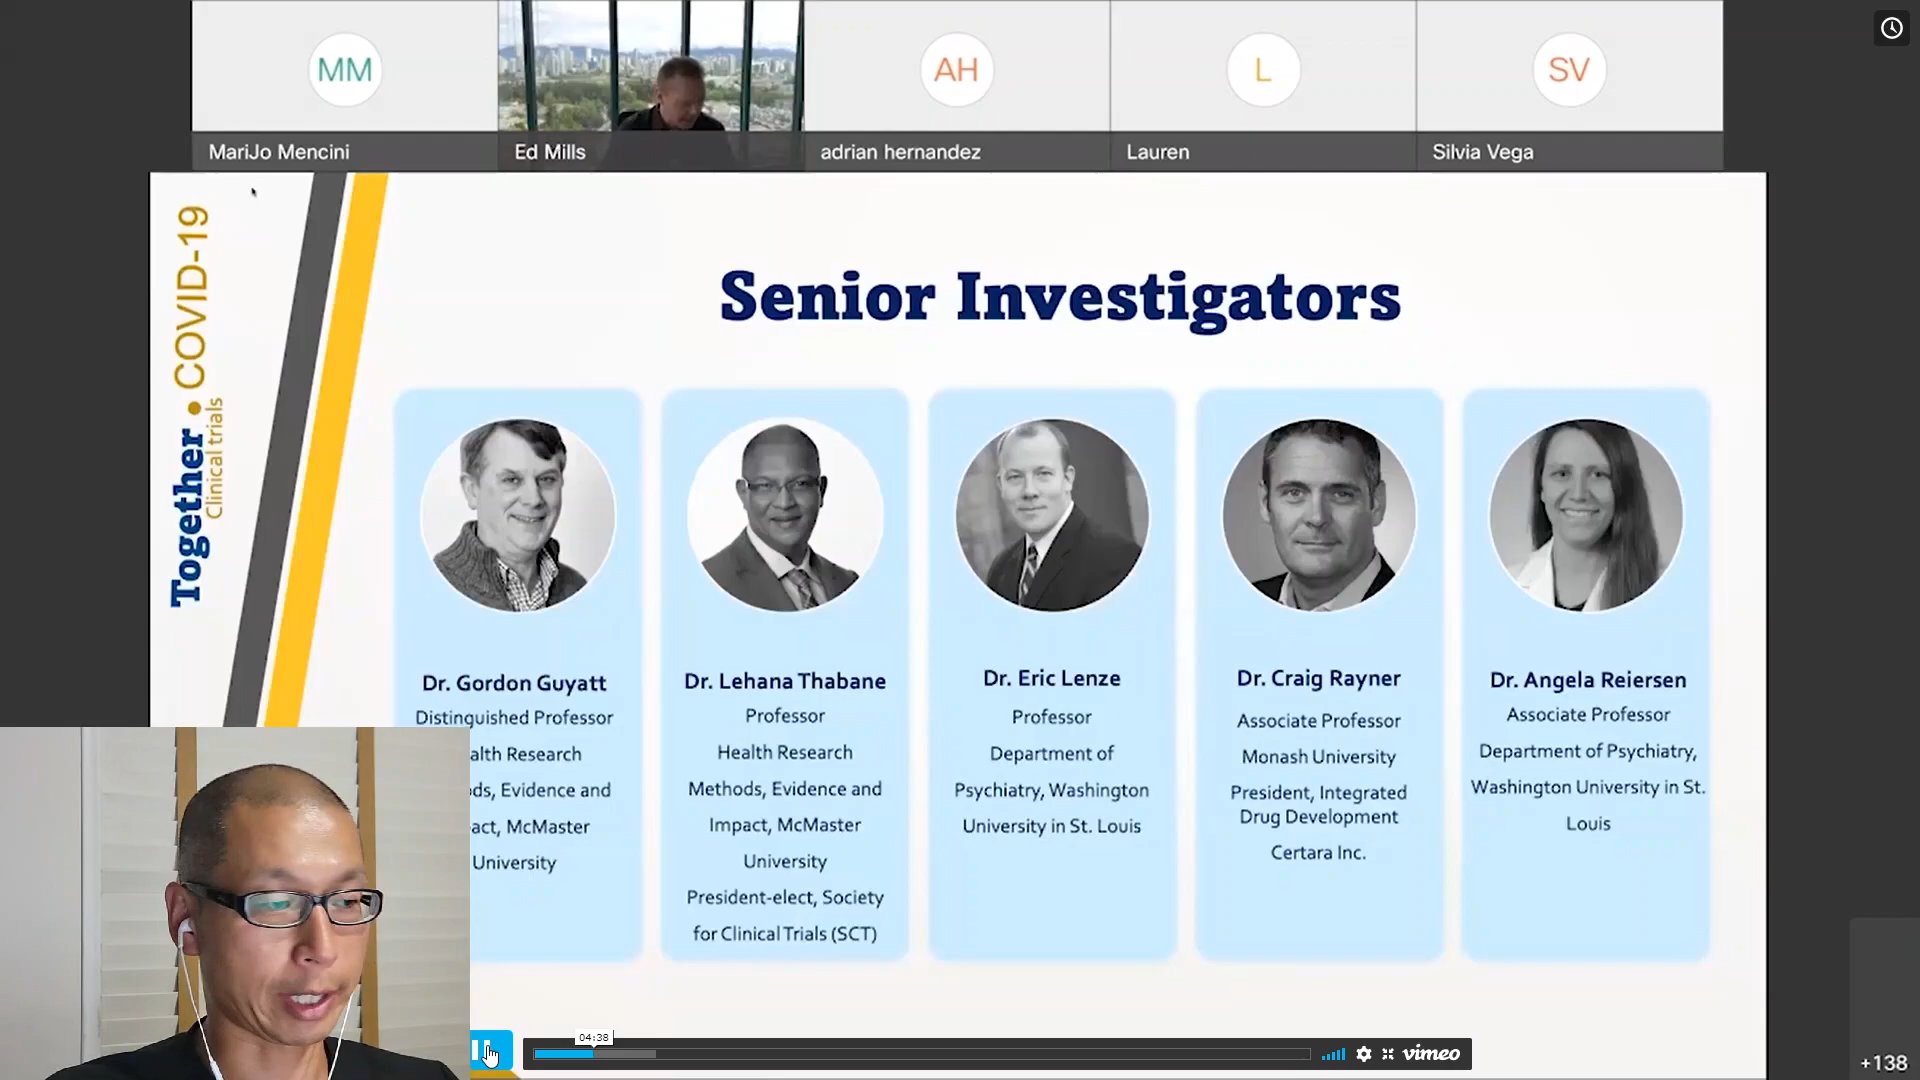 MM
AH
L
SV
MariJo Mencini
Ed Mills
adrian hernandez
Lauren
Silvia Vega
Together • COVID-19
Clinical trials
Senior Investigators
Dr. Gordon Guyatt
Distinguished Professor
alth Research
ds, Evidence and
act, McMaster
University
Dr. Lehana Thabane
Professor
Health Research
Methods, Evidence and
Impact, McMaster
University
President-elect, Society
for Clinical Trials (SCT)
Dr. Eric Lenze
Professor
Department of
Psychiatry, Washington
University in St. Louis
Dr. Craig Rayner
Associate Professor
Monash University
President, Integrated
Drug Development
Certara Inc.
Dr. Angela Reiersen
Associate Professor
Department of Psychiatry,
Washington University in St.
Louis
04:38
vimeo
+138